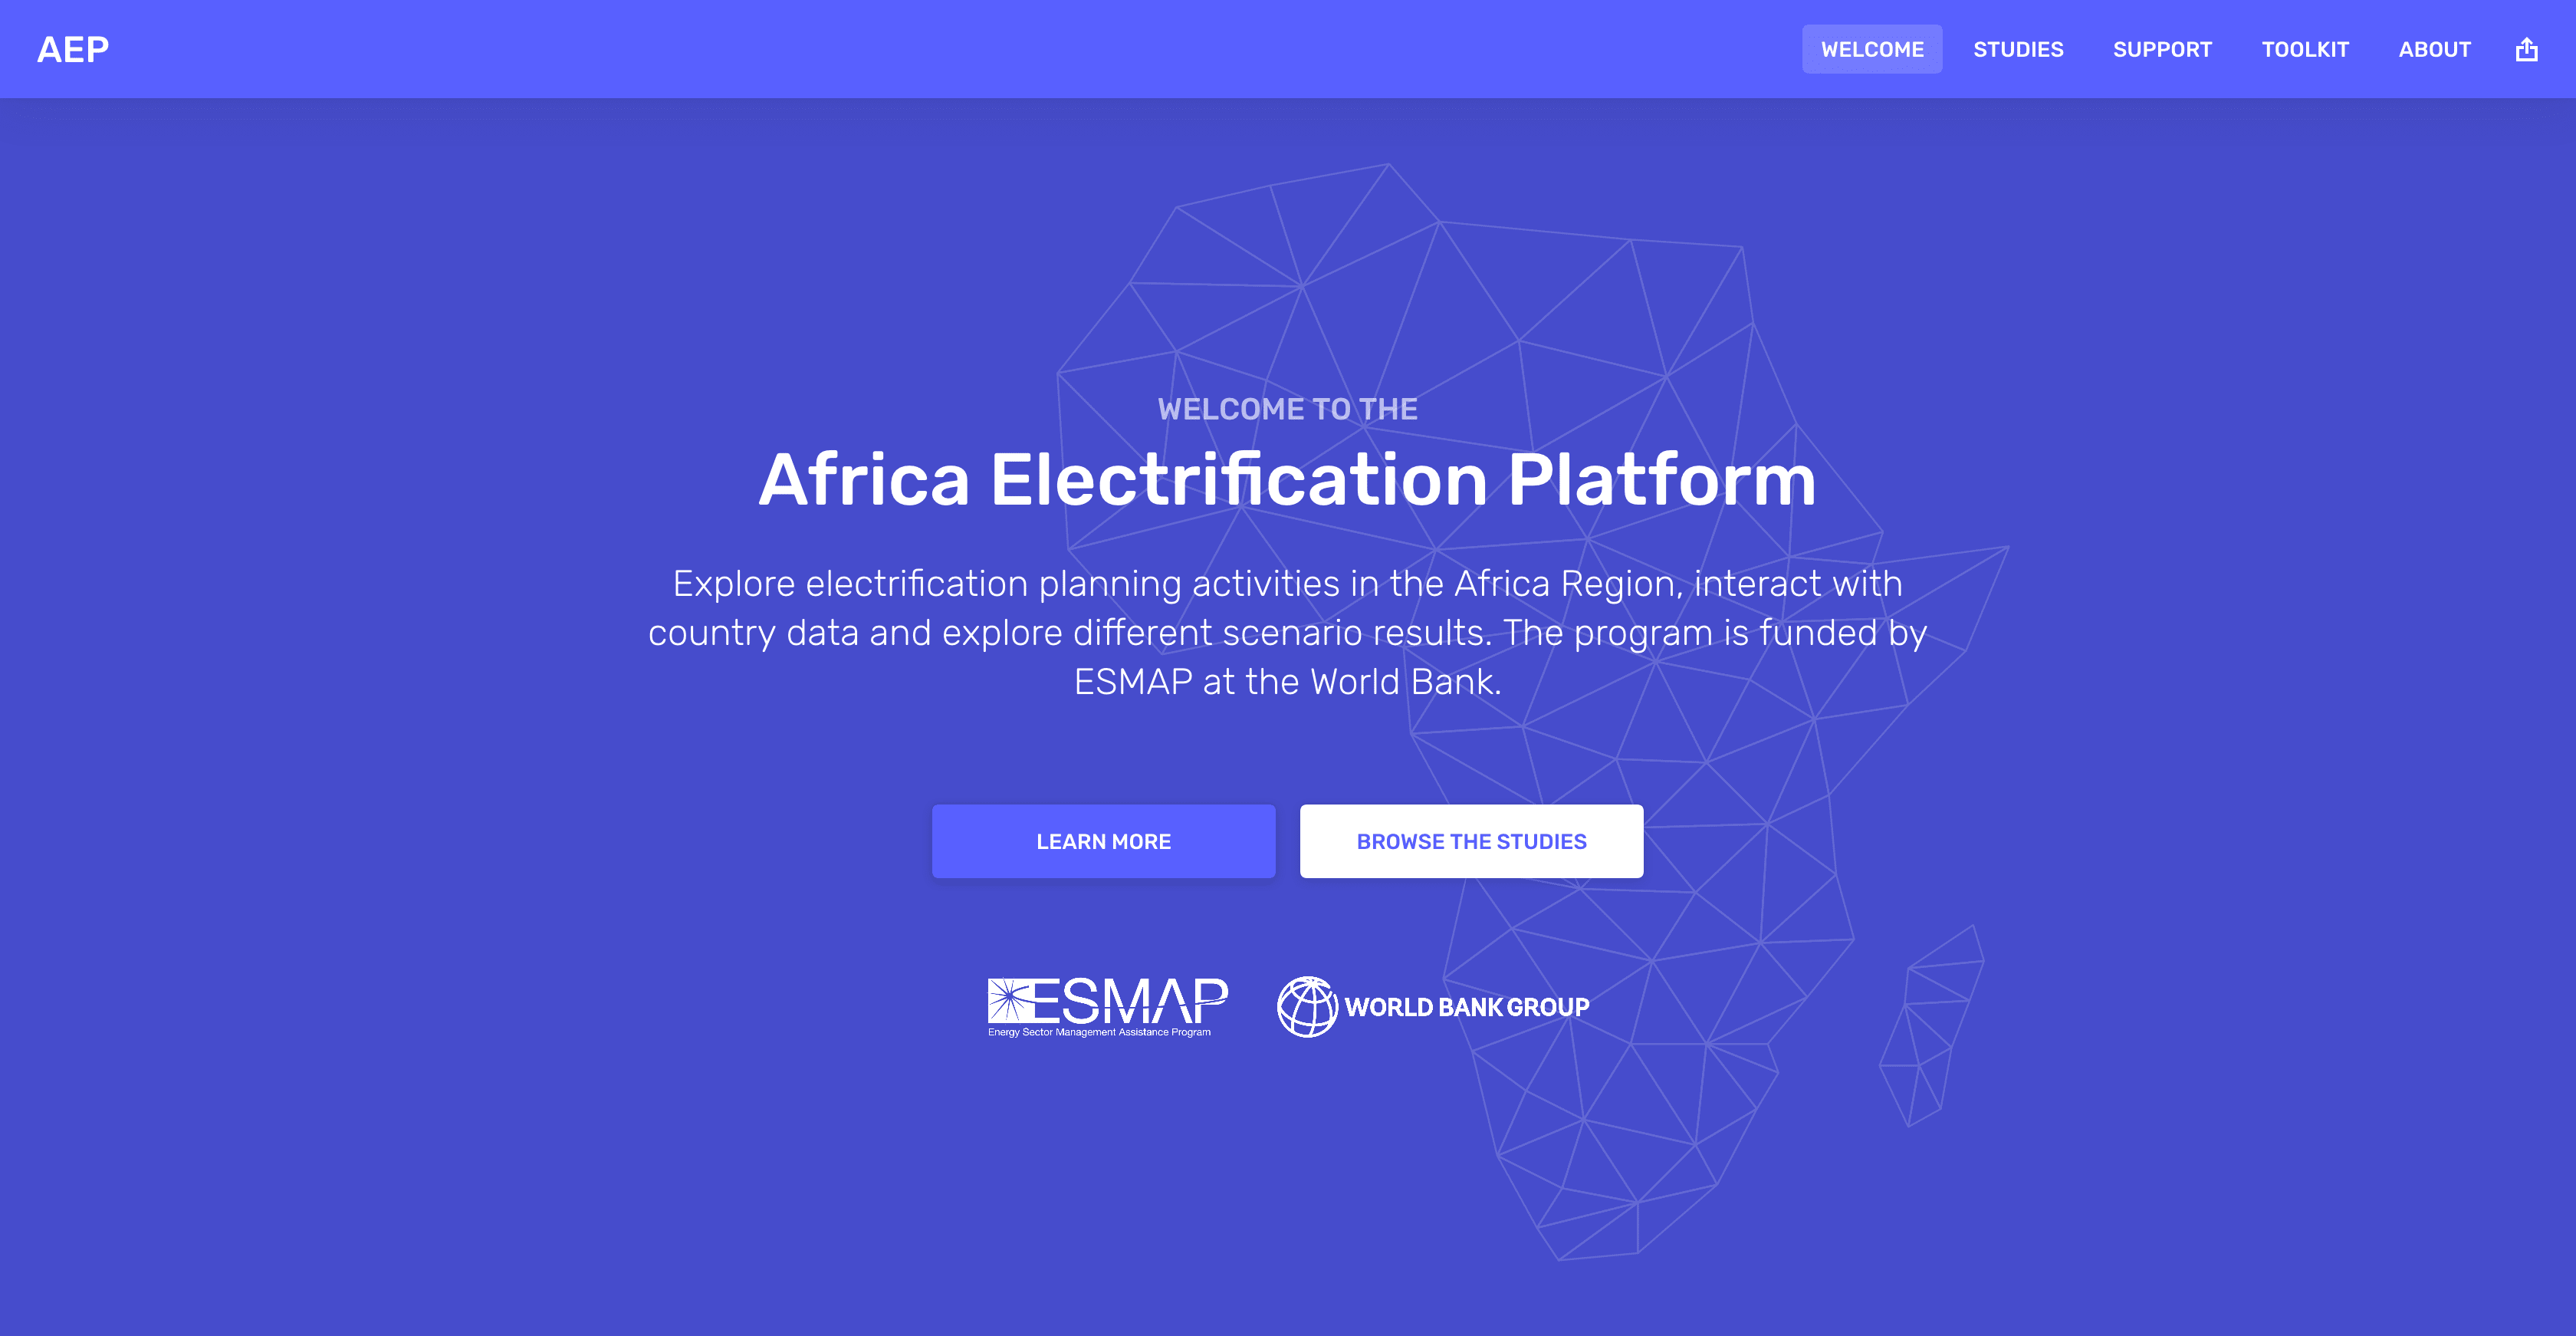 AEP
WELCOME
STUDIES
SUPPORT
TOOLKIT
ABOUT
WELCOME TO THE
Africa Electrification Platform
Explore electrification planning activities in the Africa Region, interact with
country data and explore different scenario results. The program is funded by
ESMAP at the World Bank.
LEARN MORE
BROWSE THE STUDIES
ESMAP
Energy Sector Management Assistance Program
WORLD BANK GROUP